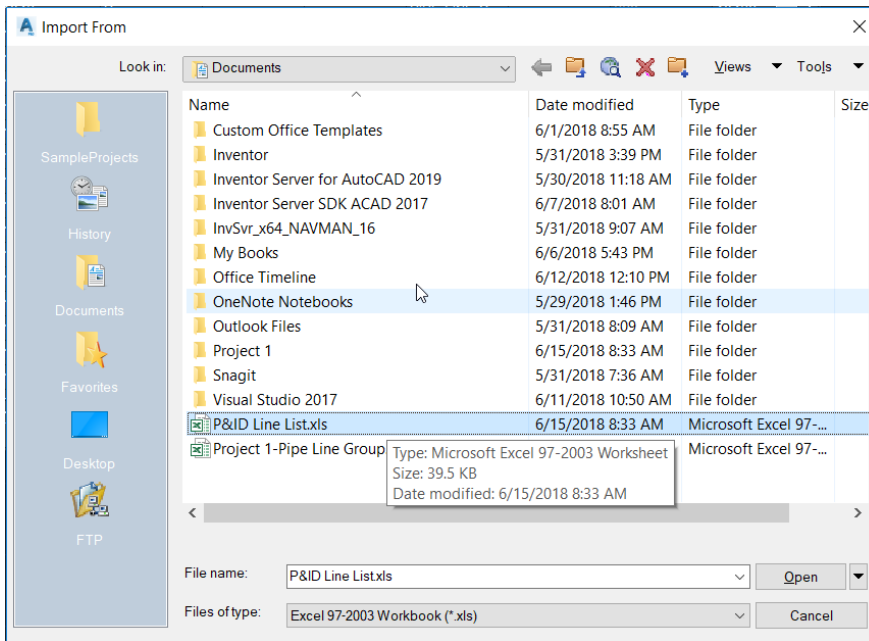 Import From
Look in: Documents Views Tools
Name Date modified Type Size
Custom Office Templates 6/1/2018 8:55 AM File folder
Inventor 5/31/2018 3:39 PM File folder
Inventor Server for AutoCAD 2019 5/30/2018 11:18 AM File folder
Inventor Server SDK ACAD 2017 6/7/2018 8:01 AM File folder
InvSvr_x64_NAVMAN_16 5/31/2018 9:07 AM File folder
My Books 6/6/2018 5:43 PM File folder
Office Timeline 6/12/2018 12:10 PM File folder
OneNote Notebooks 5/29/2018 1:46 PM File folder
Outlook Files 5/31/2018 8:09 AM File folder
Project 1 6/15/2018 8:33 AM File folder
Snagit 5/31/2018 7:36 AM File folder
Visual Studio 2017 6/11/2018 10:50 AM File folder
P&ID Line List.xls 6/15/2018 8:33 AM Microsoft Excel 97-...
Project 1-Pipe Line Group Microsoft Excel 97-...
Type: Microsoft Excel 97-2003 Worksheet
Size: 39.5 KB
Date modified: 6/15/2018 8:33 AM
SampleProjects
History
Documents
Favorites
Desktop
FTP
File name: P&ID Line List.xls Open
Files of type: Excel 97-2003 Workbook (*.xls) Cancel